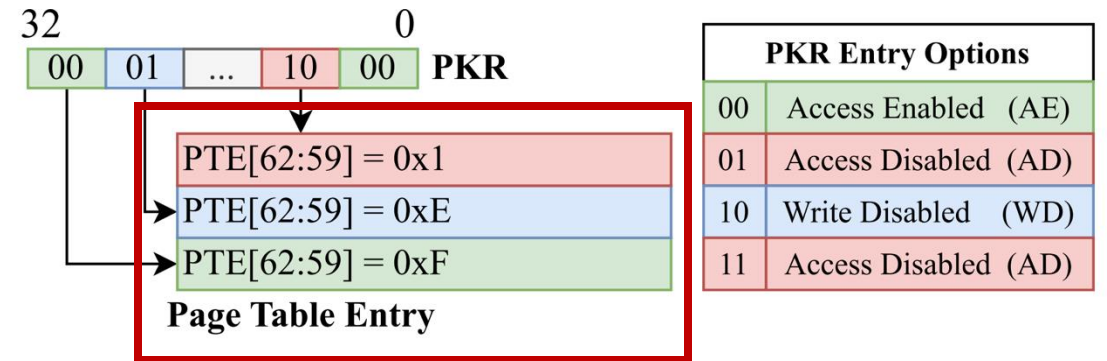 32 0
00 01 ... 10 00 PKR
PTE[62:59] = 0x1
PTE[62:59] = 0xE
PTE[62:59] = 0xF
Page Table Entry
PKR Entry Options
00 Access Enabled (AE)
01 Access Disabled (AD)
10 Write Disabled (WD)
11 Access Disabled (AD)